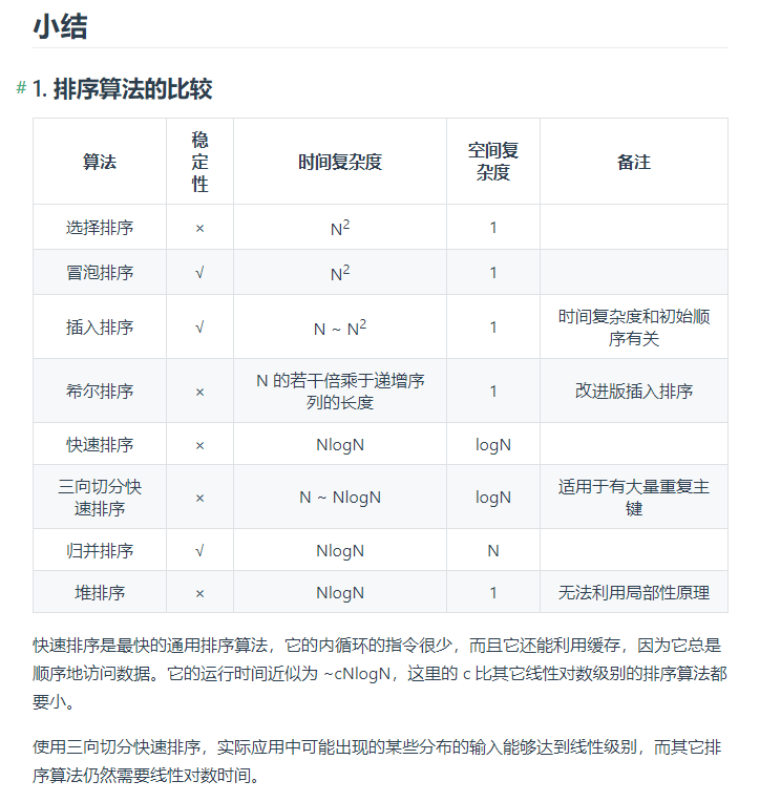 小结
# 1. 排序算法的比较
算法 稳定性 时间复杂度 空间复杂度 备注
选择排序 × N² 1
冒泡排序 √ N² 1
插入排序 √ N ~ N² 1 时间复杂度和初始顺序有关
希尔排序 × N 的若干倍乘于递增序列的长度 1 改进版插入排序
快速排序 × NlogN logN
三向切分快速排序 × N ~ NlogN logN 适用于有大量重复主键
归并排序 √ NlogN N
堆排序 × NlogN 1 无法利用局部性原理
快速排序是最快的通用排序算法，它的内循环的指令很少，而且它还能利用缓存，因为它总是
顺序地访问数据。它的运行时间近似为 ~cNlogN，这里的 c 比其它线性对数级别的排序算法都
要小。
使用三向切分快速排序，实际应用中可能出现的某些分布的输入能够达到线性级别，而其它排
序算法仍然需要线性对数时间。